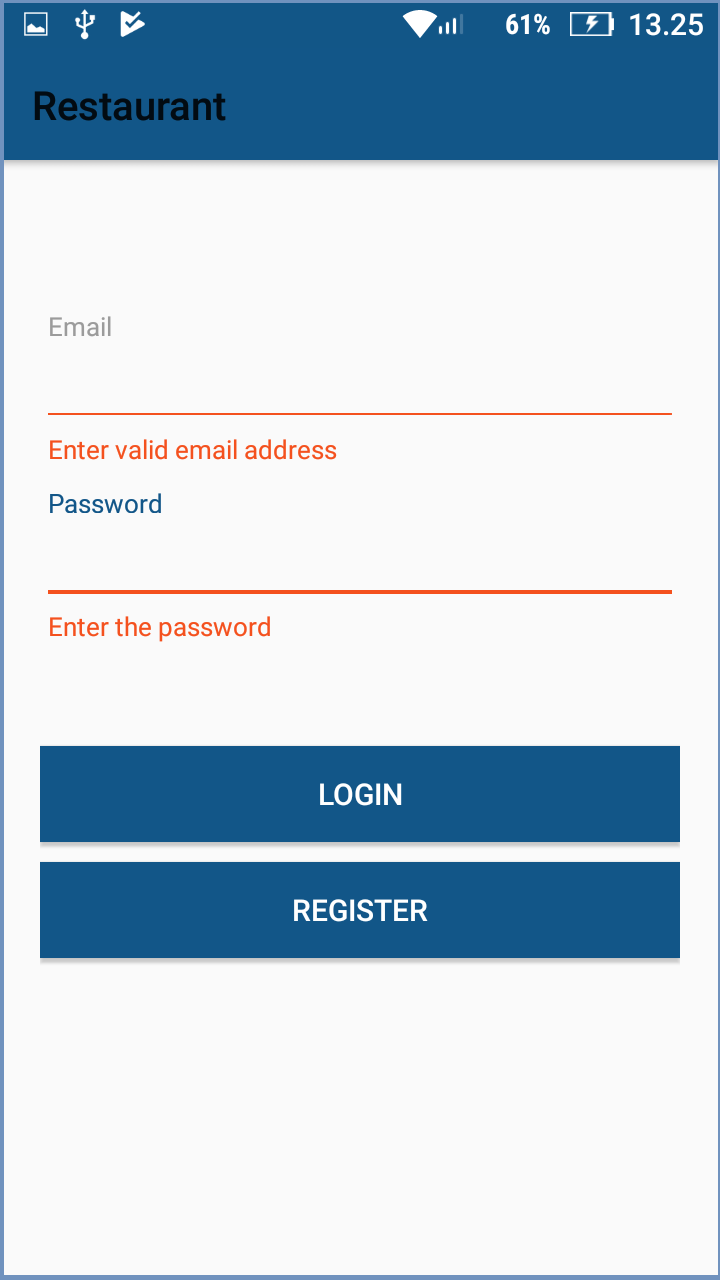 61% 13.25
Restaurant
Email
Enter valid email address
Password
Enter the password
LOGIN
REGISTER